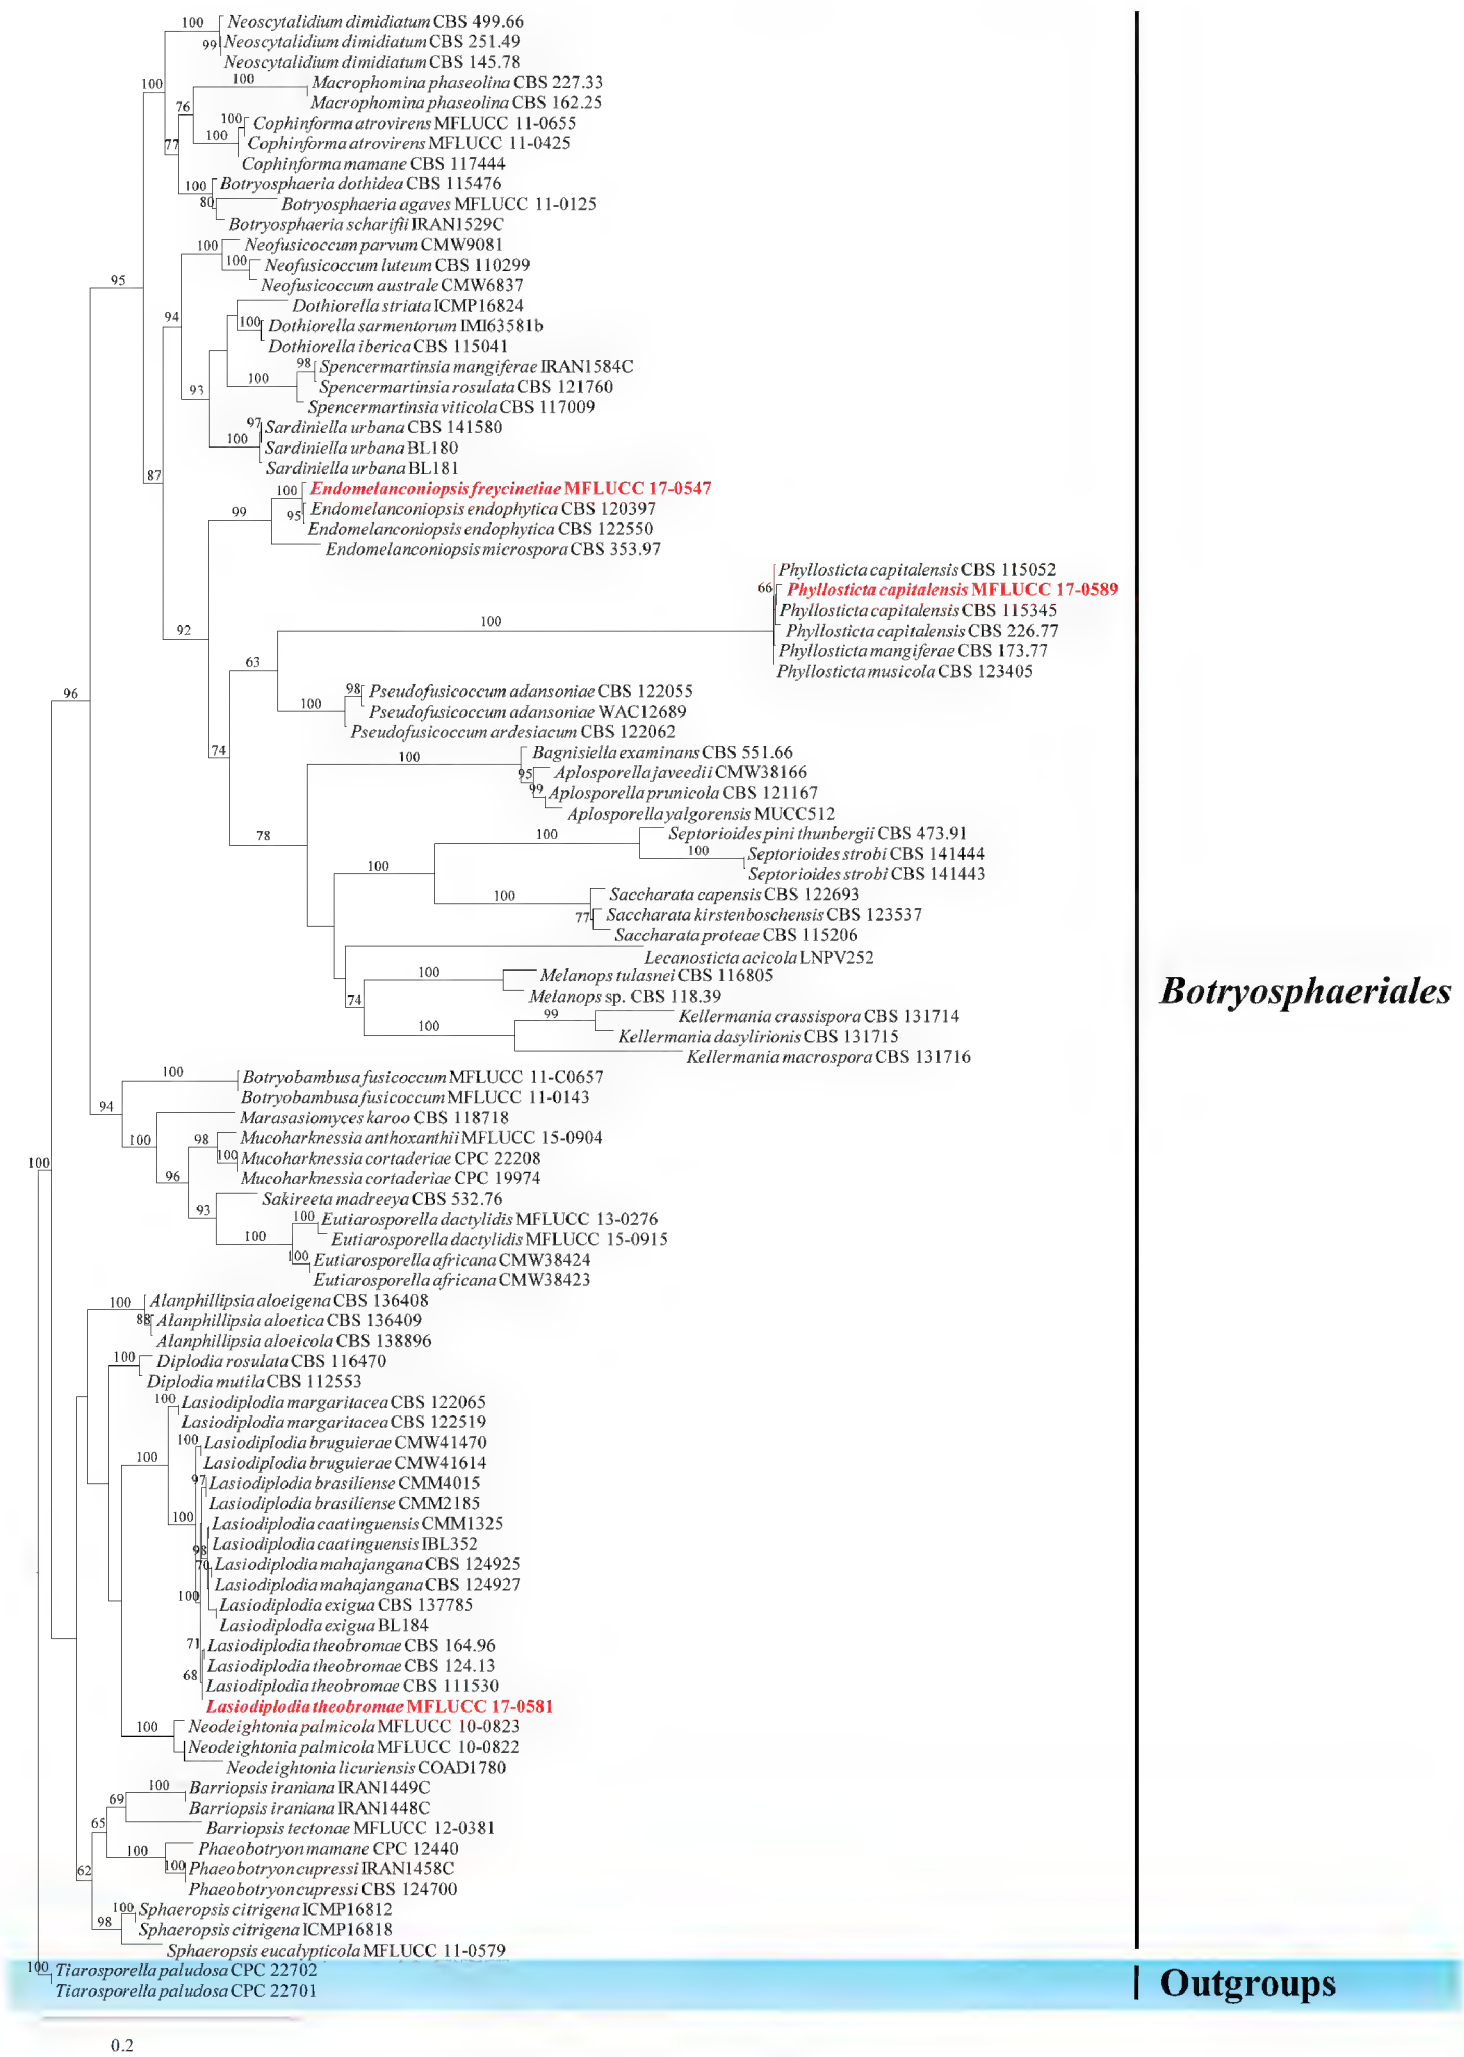 100 Neoscytalidium dimidiatum CBS 499.66
99 Neoscytalidium dimidiatum CBS 251.49
Neoscytalidium dimidiatum CBS 145.78
100
100 Macrophomina phaseolina CBS 227.33
Macrophomina phaseolina CBS 162.25
76
100 Cophinforma atrovirens MFLUCC 11-0655
100 Cophinforma atrovirens MFLUCC 11-0425
77
Cophinforma mamane CBS 117444
100 Botryosphaeria dothidea CBS 115476
80 Botryosphaeria agaves MFLUCC 11-0125
Botryosphaeria scharifii IRAN1529C
100 Neofusicoccum parvum CMW9081
100 Neofusicoccum luteum CBS 110299
95
Neofusicoccum australe CMW6837
Dothiorella striata ICMP16824
94
100 Dothiorella sarmentorum IMI63581b
Dothiorella iberica CBS 115041
98 Spencermartinsia mangiferae IRAN1584C
100 Spencermartinsia rosulata CBS 121760
93
Spencermartinsia viticola CBS 117009
97 Sardiniella urbana CBS 141580
100 Sardiniella urbana BL180
Sardiniella urbana BL181
87
100 Endomelanconiopsis freycinetiae MFLUCC 17-0547
99
95 Endomelanconiopsis endophytica CBS 120397
Endomelanconiopsis endophytica CBS 122550
Endomelanconiopsis microspora CBS 353.97
Phyllosticta capitalensis CBS 115052
66 Phyllosticta capitalensis MFLUCC 17-0589
Phyllosticta capitalensis CBS 115345
92
100
Phyllosticta capitalensis CBS 226.77
Phyllosticta mangiferae CBS 173.77
63
Phyllosticta musicola CBS 123405
96
98 Pseudofusicoccum adansoniae CBS 122055
100 Pseudofusicoccum adansoniae WAC12689
Pseudofusicoccum ardesiacum CBS 122062
74
100 Bagnisiella examinans CBS 551.66
95 Aplosporella javeedii CMW38166
99 Aplosporella prunicola CBS 121167
Aplosporella yalgorensis MUCC512
78
100 Septorioides pini thunbergii CBS 473.91
100 Septorioides strobi CBS 141444
100
Septorioides strobi CBS 141443
100 Saccharata capensis CBS 122693
77 Saccharata kirstenboschensis CBS 123537
Saccharata proteae CBS 115206
Lecanosticta acicola LNPV252
100 Melanops tulasnei CBS 116805
74
Melanops sp. CBS 118.39
Botryosphaeriales
99 Kellermania crassispora CBS 131714
100 Kellermania dasylirionis CBS 131715
Kellermania macrospora CBS 131716
100 Botryobambusa fusicoccum MFLUCC 11-C0657
Botryobambusa fusicoccum MFLUCC 11-0143
94
Marasasiomyces karoo CBS 118718
100
98 Mucoharknessia anthoxanthii MFLUCC 15-0904
100 Mucoharknessia cortaderiae CPC 22208
100
96 Mucoharknessia cortaderiae CPC 19974
Sakireeta madreeya CBS 532.76
93
100 Eutiarosporella dactylidis MFLUCC 13-0276
100
Eutiarosporella dactylidis MFLUCC 15-0915
100 Eutiarosporella africana CMW38424
Eutiarosporella africana CMW38423
100 Alanphillipsia aloeigena CBS 136408
88 Alanphillipsia aloetica CBS 136409
Alanphillipsia aloeicola CBS 138896
100 Diplodia rosulata CBS 116470
Diplodia mutila CBS 112553
100 Lasiodiplodia margaritacea CBS 122065
Lasiodiplodia margaritacea CBS 122519
100 Lasiodiplodia bruguierae CMW41470
100
Lasiodiplodia bruguierae CMW41614
97 Lasiodiplodia brasiliense CMM4015
Lasiodiplodia brasiliense CMM2185
100 Lasiodiplodia caatinguensis CMM1325
98 Lasiodiplodia caatinguensis IBL352
70 Lasiodiplodia mahajangana CBS 124925
Lasiodiplodia mahajangana CBS 124927
100
Lasiodiplodia exigua CBS 137785
Lasiodiplodia exigua BL184
71 Lasiodiplodia theobromae CBS 164.96
Lasiodiplodia theobromae CBS 124.13
68 Lasiodiplodia theobromae CBS 111530
Lasiodiplodia theobromae MFLUCC 17-0581
100 Neodeightonia palmicola MFLUCC 10-0823
Neodeightonia palmicola MFLUCC 10-0822
Neodeightonia licuriensis COAD1780
100 Barriopsis iraniana IRAN1449C
69
Barriopsis iraniana IRAN1448C
65
Barriopsis tectonae MFLUCC 12-0381
100 Phaeobotryon mamane CPC 12440
62
100 Phaeobotryon cupressi IRAN1458C
Phaeobotryon cupressi CBS 124700
100 Sphaeropsis citrigena ICMP16812
98 Sphaeropsis citrigena ICMP16818
Sphaeropsis eucalypticola MFLUCC 11-0579
100 Tiarosporella paludosa CPC 22702
Outgroups
Tiarosporella paludosa CPC 22701
0.2